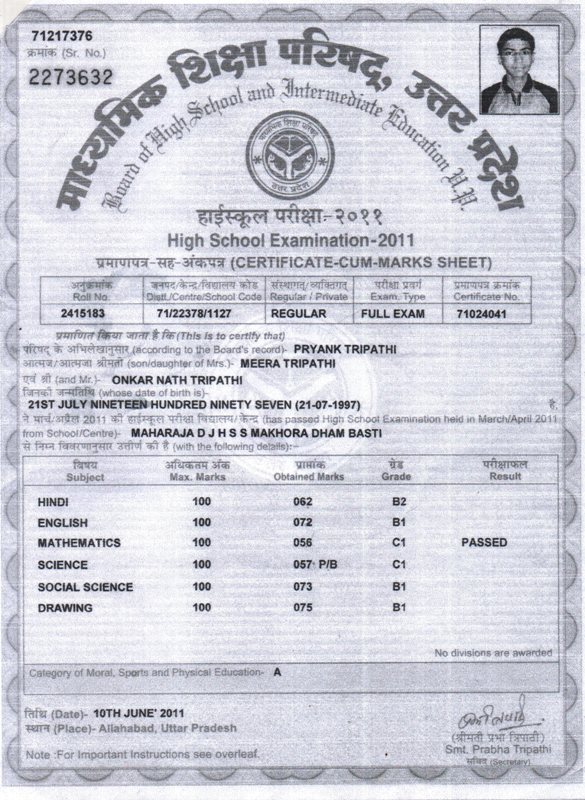 71217376
क्रमांक (Sr. No.)
2273632
माध्यमिक शिक्षा परिषद्, उत्तर प्रदेश
Board of High School and Intermediate Education U.P.
माध्यमिक शिक्षा परिषद्
उत्तर प्रदेश
हाईस्कूल परीक्षा-२०११
High School Examination-2011
प्रमाणपत्र-सह-अंकपत्र (CERTIFICATE-CUM-MARKS SHEET)
अनुक्रमांक जनपद/केन्द्र/विद्यालय कोड संस्थागत/व्यक्तिगत परीक्षा प्रवर्ग प्रमाणपत्र क्रमांक
Roll No. Distt./Centre/School Code Regular / Private Exam. Type Certificate No.
2415183 71/22378/1127 REGULAR FULL EXAM 71024041
प्रमाणित किया जाता है कि (This is to certify that)
परिषद् के अभिलेखानुसार (according to the Board's record)- PRYANK TRIPATHI
आत्मज/आत्मजा श्रीमती (son/daughter of Mrs.)- MEERA TRIPATHI
एवं श्री (and Mr.)- ONKAR NATH TRIPATHI
जिनकी जन्मतिथि (whose date of birth is)-
21ST JULY NINETEEN HUNDRED NINETY SEVEN (21-07-1997) है,
ने मार्च/अप्रैल 2011 की हाईस्कूल परीक्षा विद्यालय/ केन्द्र (has passed High School Examination held in March/April 2011
from School/Centre)- MAHARAJA D J H S S MAKHORA DHAM BASTI
से निम्न विवरणानुसार उत्तीर्ण की है (with the following details):-
विषय अधिकतम अंक प्राप्तांक ग्रेड परीक्षाफल
Subject Max. Marks Obtained Marks Grade Result
HINDI 100 062 B2
ENGLISH 100 072 B1
MATHEMATICS 100 056 C1 PASSED
SCIENCE 100 057 P/B C1
SOCIAL SCIENCE 100 073 B1
DRAWING 100 075 B1
No divisions are awarded
Category of Moral, Sports and Physical Education- A
तिथि (Date)- 10TH JUNE' 2011
स्थान (Place)- Allahabad, Uttar Pradesh
(श्रीमती प्रभा त्रिपाठी)
Smt. Prabha Tripathi
सचिव (Secretary)
Note :For Important Instructions see overleaf.